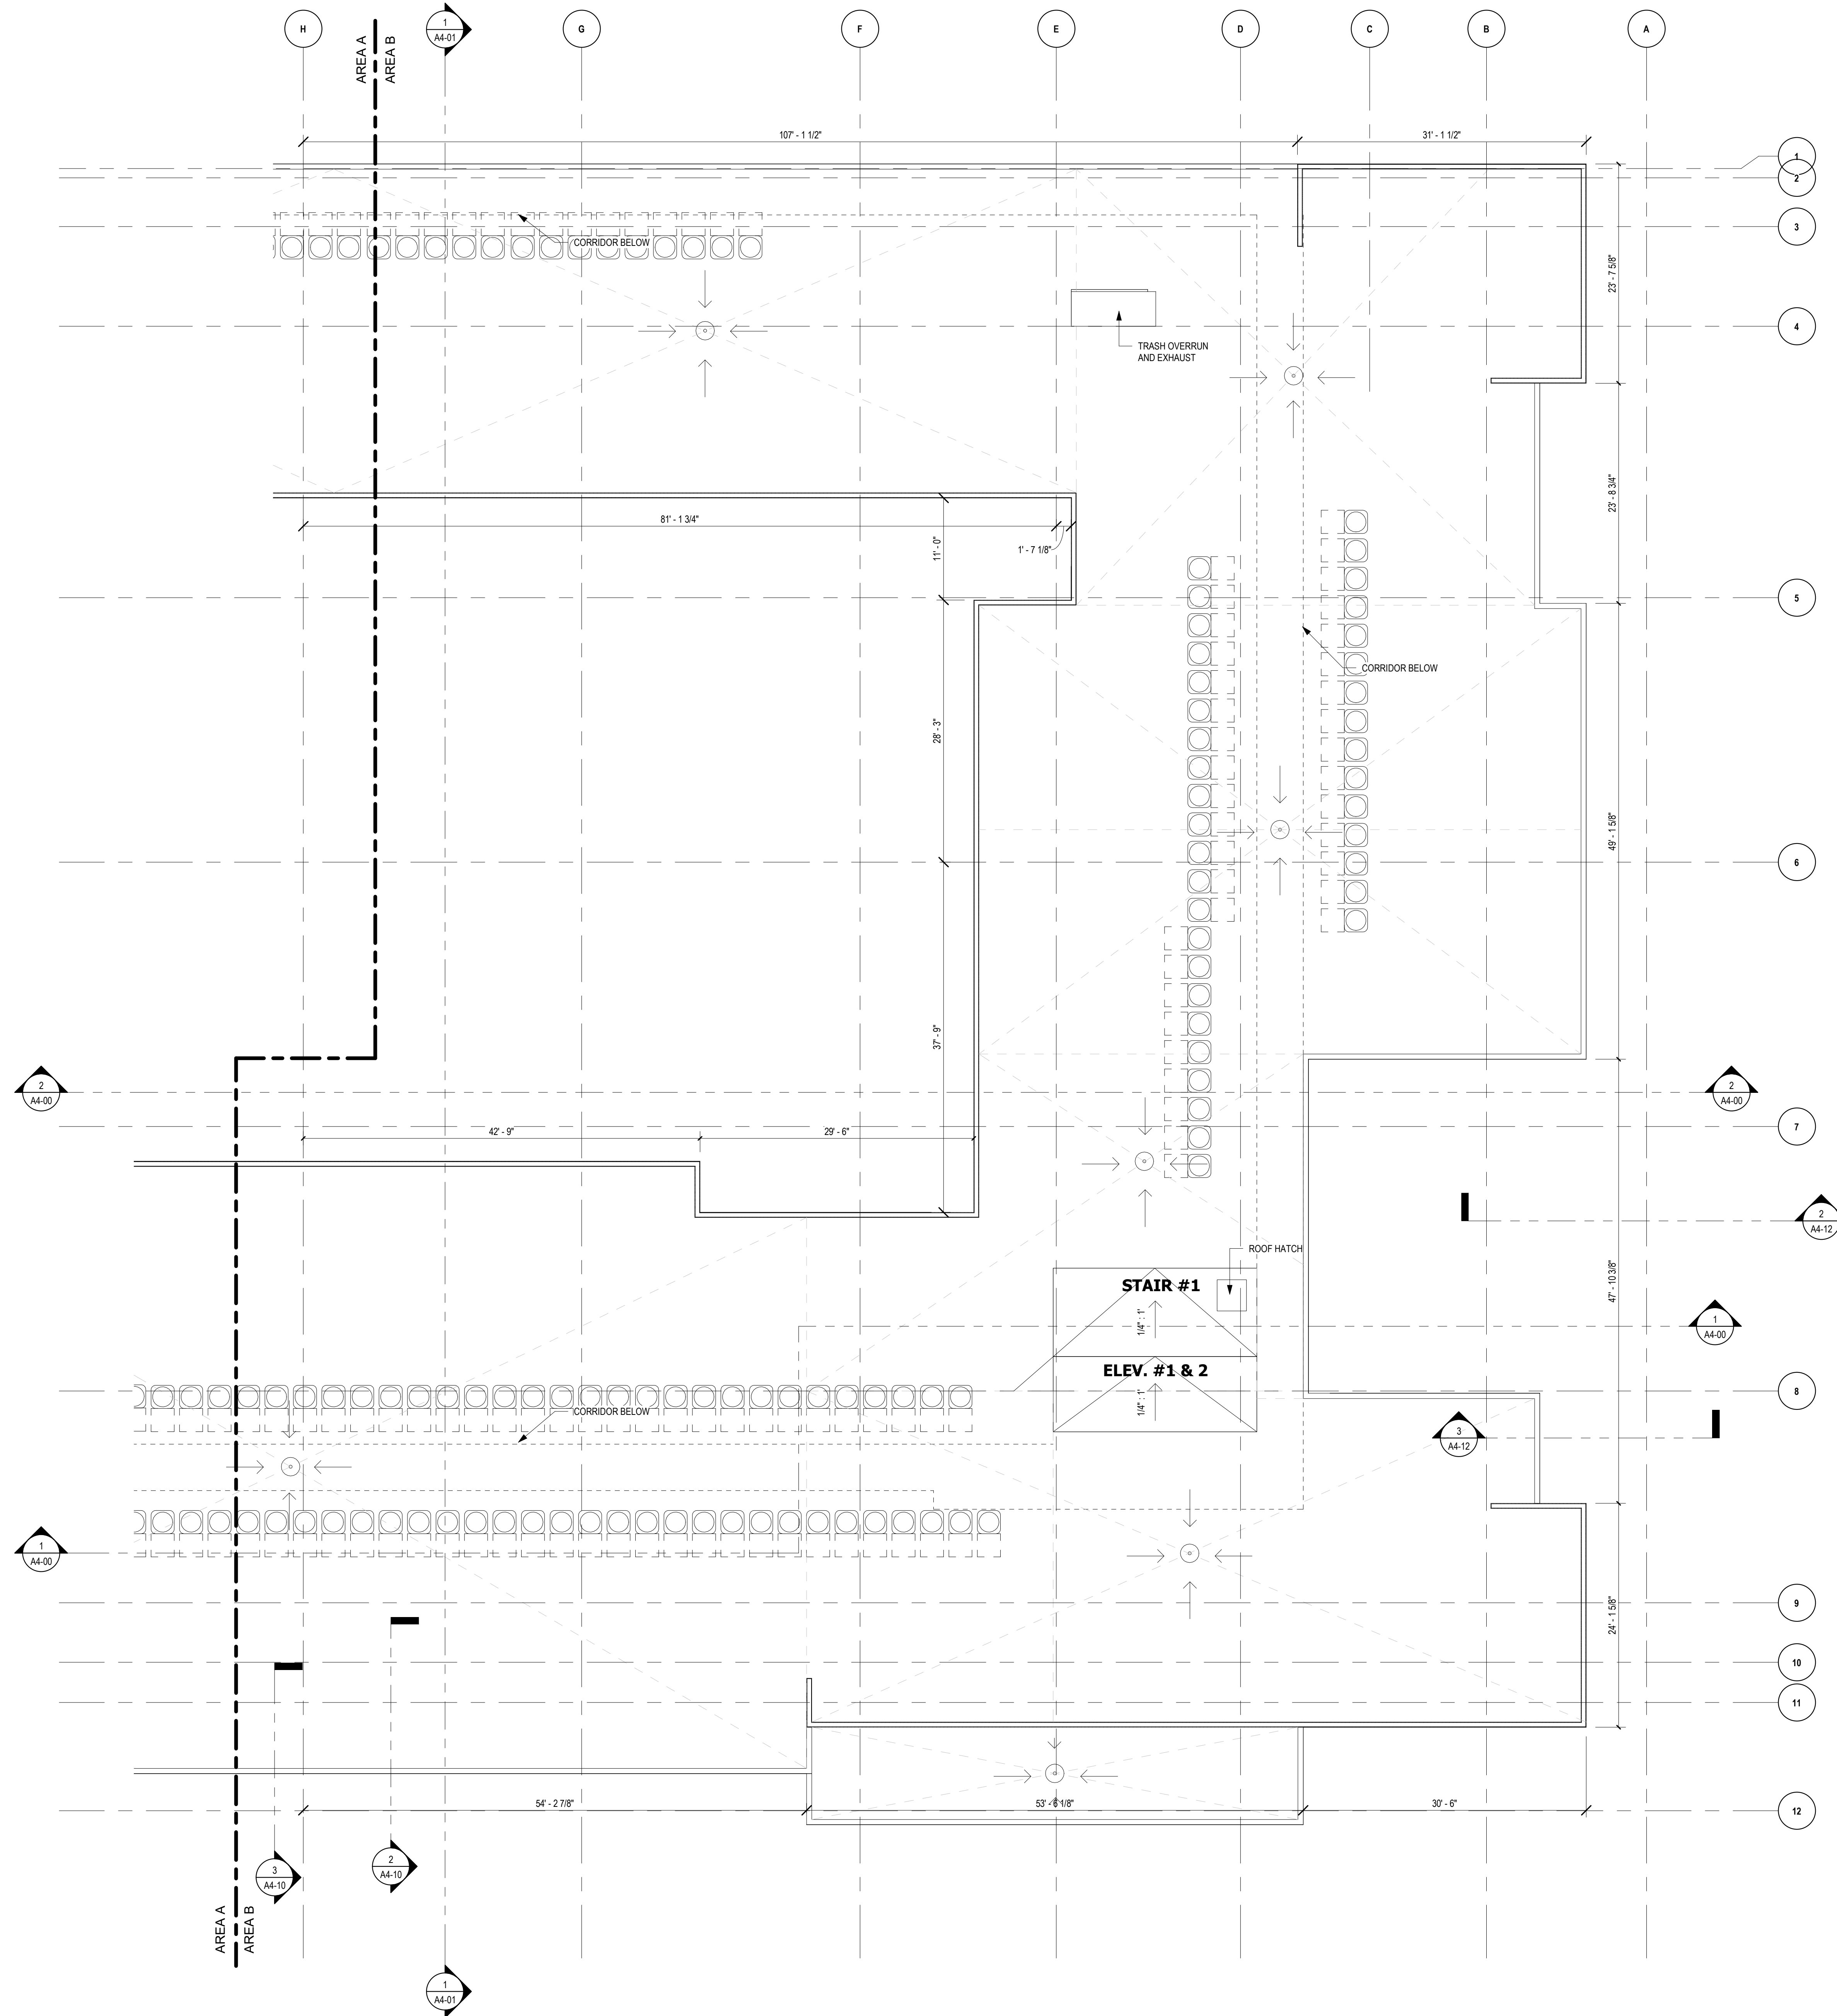 H
AREA A
AREA B
1
A4-01
G
F
E
D
C
B
A
107' - 1 1/2"
31' - 1 1/2"
1
2
3
CORRIDOR BELOW
23' - 7 5/8"
4
TRASH OVERRUN
AND EXHAUST
23' - 8 3/4"
81' - 1 3/4"
1' - 7 1/8"
11' - 0"
5
CORRIDOR BELOW
28' - 3"
49' - 1 5/8"
6
37' - 9"
2
A4-00
2
A4-00
7
42' - 9"
29' - 6"
2
A4-12
ROOF HATCH
STAIR #1
1/4" : 1'
47' - 10 3/8"
1
A4-00
ELEV. #1 & 2
1/4" : 1'
8
CORRIDOR BELOW
3
A4-12
1
A4-00
9
24' - 1 5/8"
10
11
54' - 2 7/8"
53' - 6 1/8"
30' - 6"
12
3
A4-10
2
A4-10
AREA A
AREA B
1
A4-01